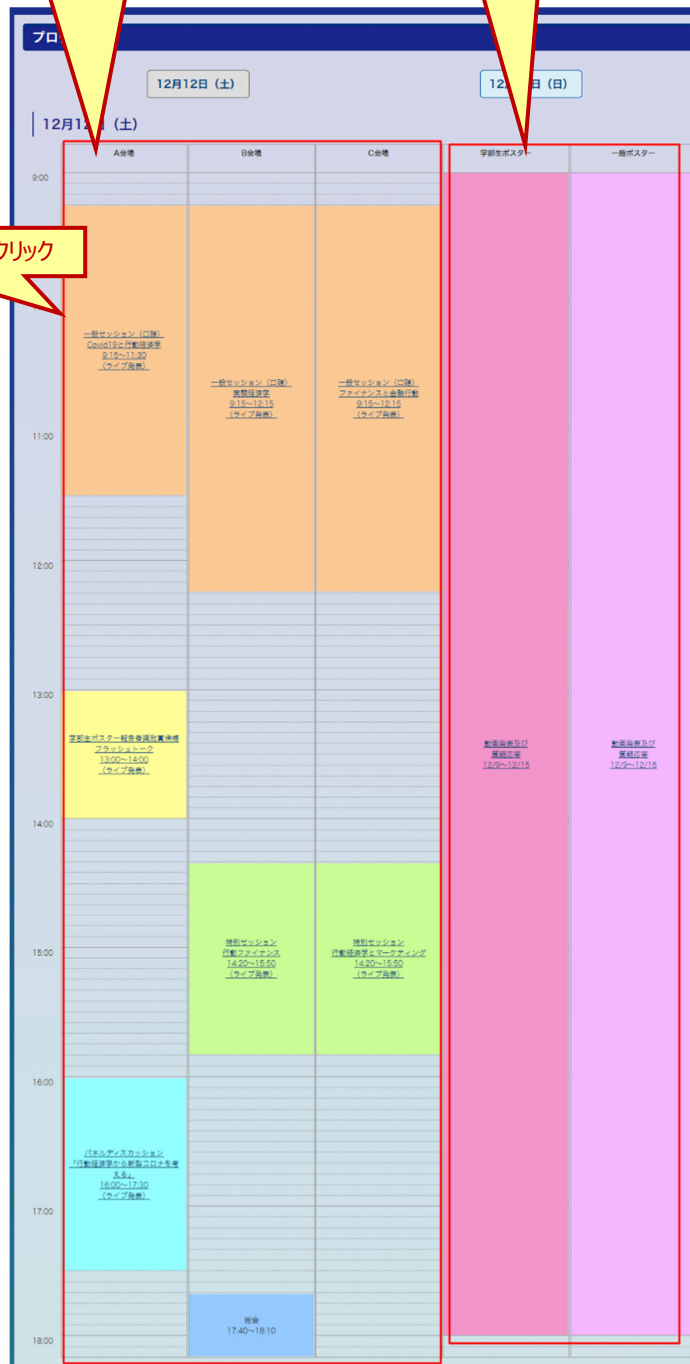 プロ
12月12日（土）
12
日（日）
12月1
（土）
A会場
B会場
C会場
学部生ポスター
一般ポスター
9:00
クリック
一般セッション（口頭）
Covid19と行動経済学
9:15～11:30
（ライブ発表）
一般セッション（口頭）
実験経済学
9:15～12:15
（ライブ発表）
一般セッション（口頭）
ファイナンスと金融行動
9:15～12:15
（ライブ発表）
11:00
12:00
13:00
学部生ポスター報告奨励賞候補
フラッシュトーク
13:00～14:00
（ライブ発表）
動画発表及び
質疑応答
12/9～12/15
動画発表及び
質疑応答
12/9～12/15
14:00
特別セッション
行動ファイナンス
14:20～15:50
（ライブ発表）
特別セッション
行動経済学とマーケティング
14:20～15:50
（ライブ発表）
15:00
16:00
パネルディスカッション
「行動経済学から新型コロナを考
える」
16:00～17:30
（ライブ発表）
17:00
総会
17:40～18:10
18:00